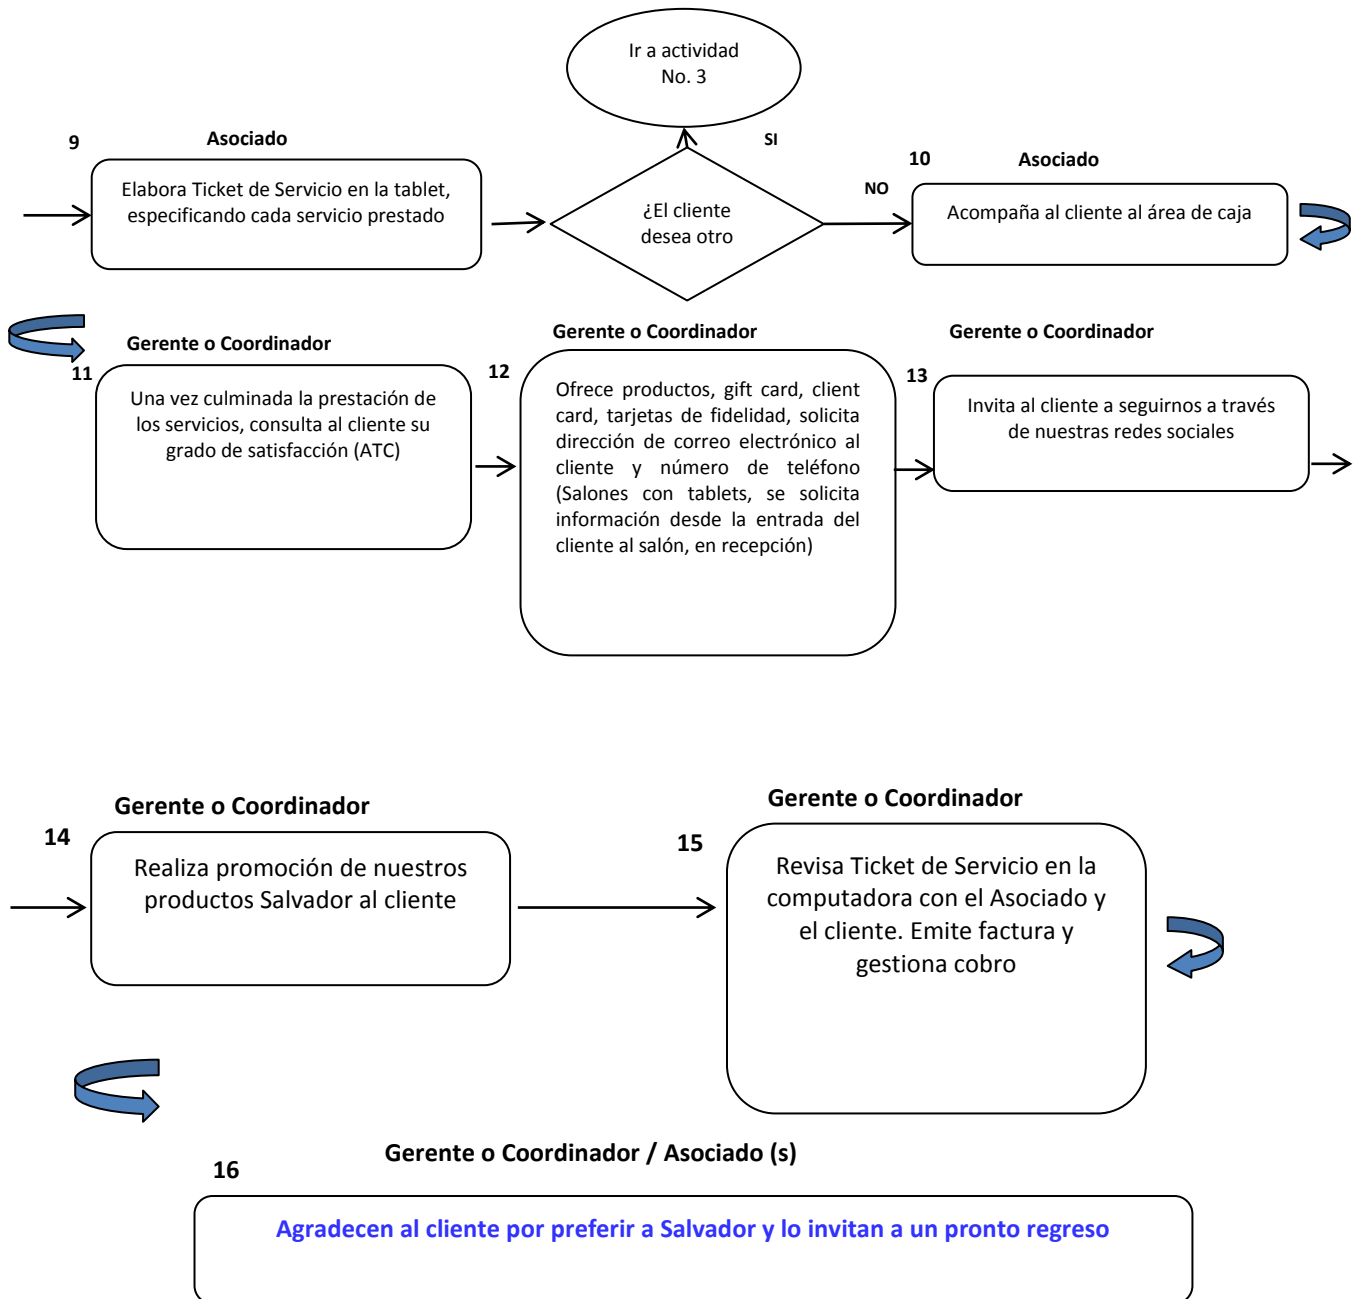 Ir a actividad
No. 3
9
Asociado
SI
10
Asociado
Elabora Ticket de Servicio en la tablet,
especificando cada servicio prestado
¿El cliente
desea otro
NO
Acompaña al cliente al área de caja
Gerente o Coordinador
11
Una vez culminada la prestación de
los servicios, consulta al cliente su
grado de satisfacción (ATC)
Gerente o Coordinador
12
Ofrece productos, gift card, client
card, tarjetas de fidelidad, solicita
dirección de correo electrónico al
cliente y número de teléfono
(Salones con tablets, se solicita
información desde la entrada del
cliente al salón, en recepción)
Gerente o Coordinador
13
Invita al cliente a seguirnos a través
de nuestras redes sociales
Gerente o Coordinador
14
Realiza promoción de nuestros
productos Salvador al cliente
Gerente o Coordinador
15
Revisa Ticket de Servicio en la
computadora con el Asociado y
el cliente. Emite factura y
gestiona cobro
Gerente o Coordinador / Asociado (s)
16
Agradecen al cliente por preferir a Salvador y lo invitan a un pronto regreso